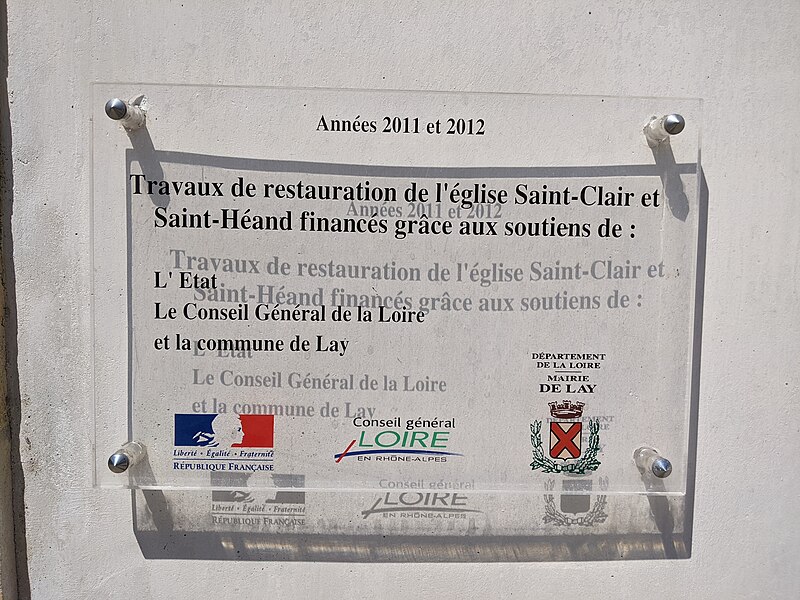 Années 2011 et 2012
Travaux de restauration de l'église Saint-Clair et
Saint-Héand financés grâce aux soutiens de :
L' Etat
Le Conseil Général de la Loire
et la commune de Lay
DÉPARTEMENT
DE LA LOIRE
MAIRIE
DE LAY
Liberté • Égalité • Fraternité
RÉPUBLIQUE FRANÇAISE
Conseil général
LOIRE
EN RHÔNE-ALPES